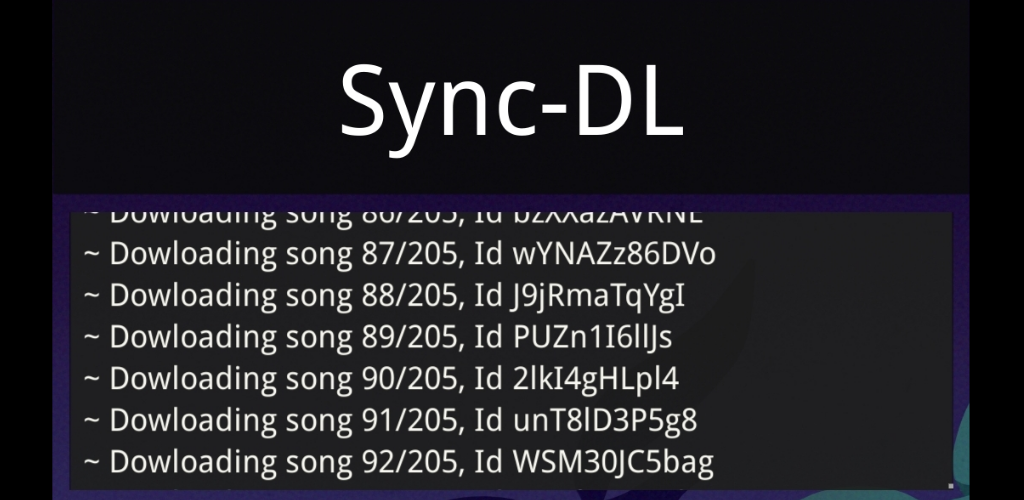 Sync-DL
~ Dowloading song 86/205, Id
~ Dowloading song 87/205, Id wYNAZz86DVo
~ Dowloading song 88/205, Id J9jRmaTqYgI
~ Dowloading song 89/205, Id PUZn1I6llJs
~ Dowloading song 90/205, Id 2lkI4gHLpl4
~ Dowloading song 91/205, Id unT8lD3P5g8
~ Dowloading song 92/205, Id WSM30JC5bag